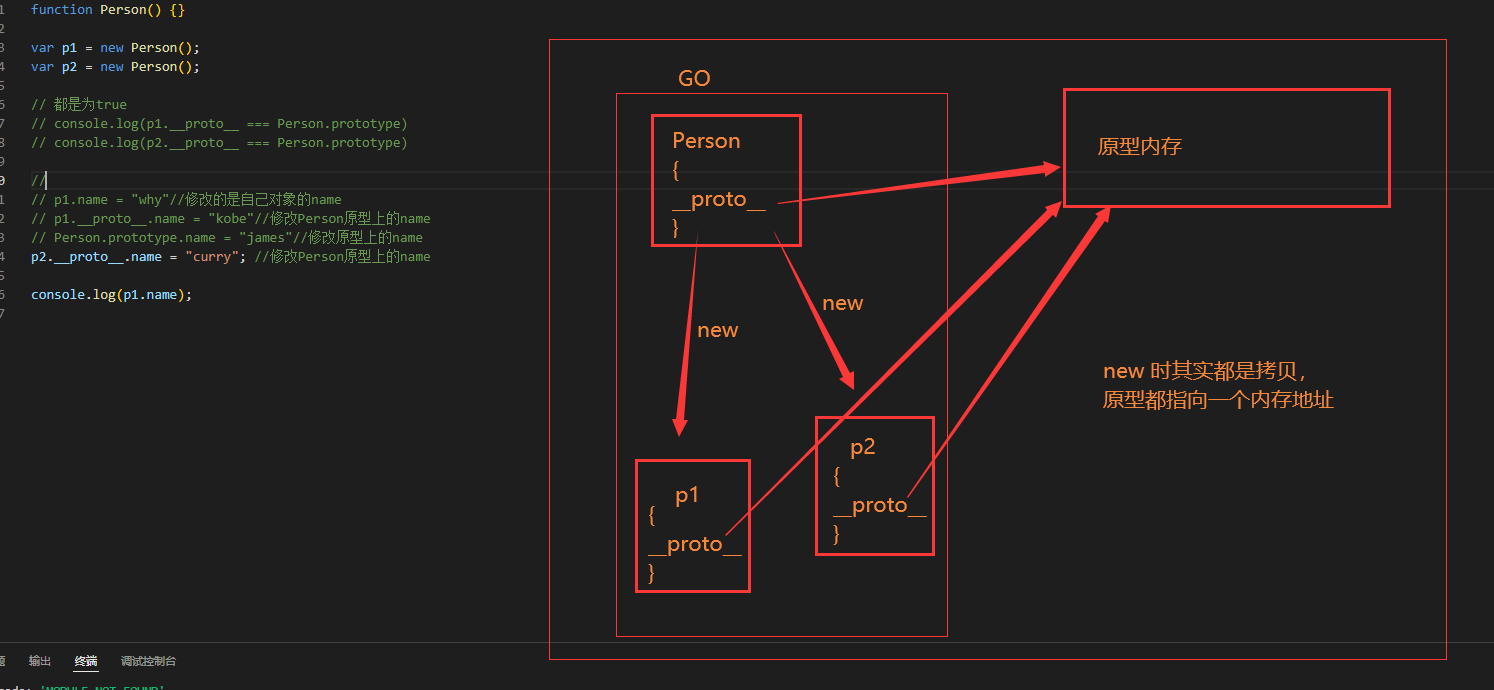 1 function Person() {}
2
3 var p1 = new Person();
4 var p2 = new Person();
5
6 // 都是为true
7 // console.log(p1.__proto__ === Person.prototype)
8 // console.log(p2.__proto__ === Person.prototype)
9
0 //
1 // p1.name = "why"//修改的是自己对象的name
2 // p1.__proto__.name = "kobe"//修改Person原型上的name
3 // Person.prototype.name = "james"//修改原型上的name
4 p2.__proto__.name = "curry"; //修改Person原型上的name
5
6 console.log(p1.name);
7
GO
Person
{
__proto__
}
原型内存
new
new
new 时其实都是拷贝，
原型都指向一个内存地址
p1
{
__proto__
}
p2
{
__proto__
}
题 输出 终端 调试控制台
'MODULE_NOT_FOUND'